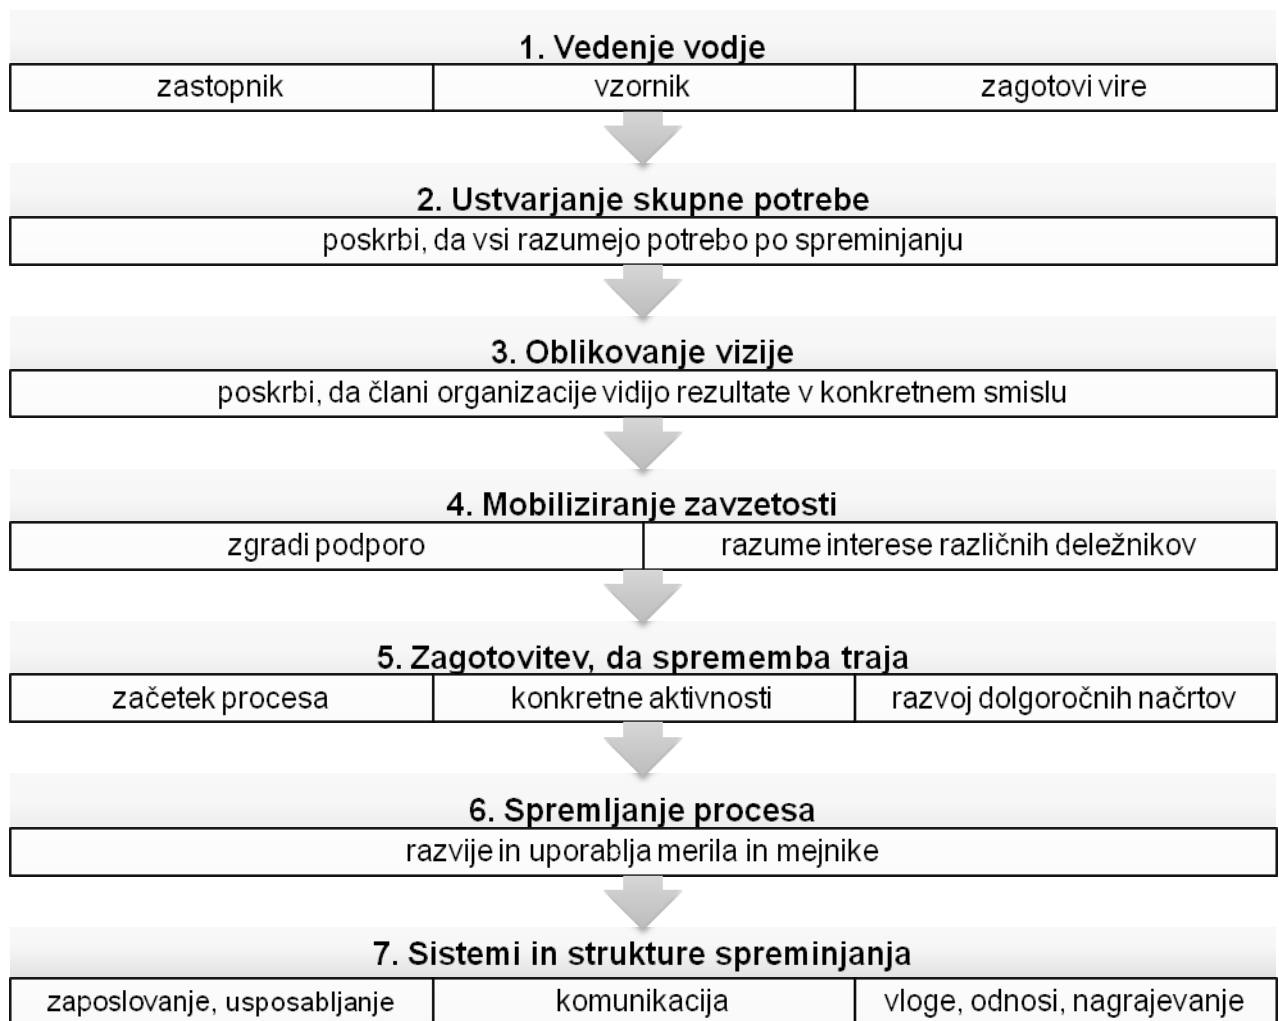 1. Vedenje vodje
zastopnik vzornik zagotovi vire
2. Ustvarjanje skupne potrebe
poskrbi, da vsi razumejo potrebo po spreminjanju
3. Oblikovanje vizije
poskrbi, da člani organizacije vidijo rezultate v konkretnem smislu
4. Mobiliziranje zavzetosti
zgradi podporo razume interese različnih deležnikov
5. Zagotovitev, da sprememba traja
začetek procesa konkretne aktivnosti razvoj dolgoročnih načrtov
6. Spremljanje procesa
razvije in uporablja merila in mejnike
7. Sistemi in strukture spreminjanja
zaposlovanje, usposabljanje komunikacija vloge, odnosi, nagrajevanje